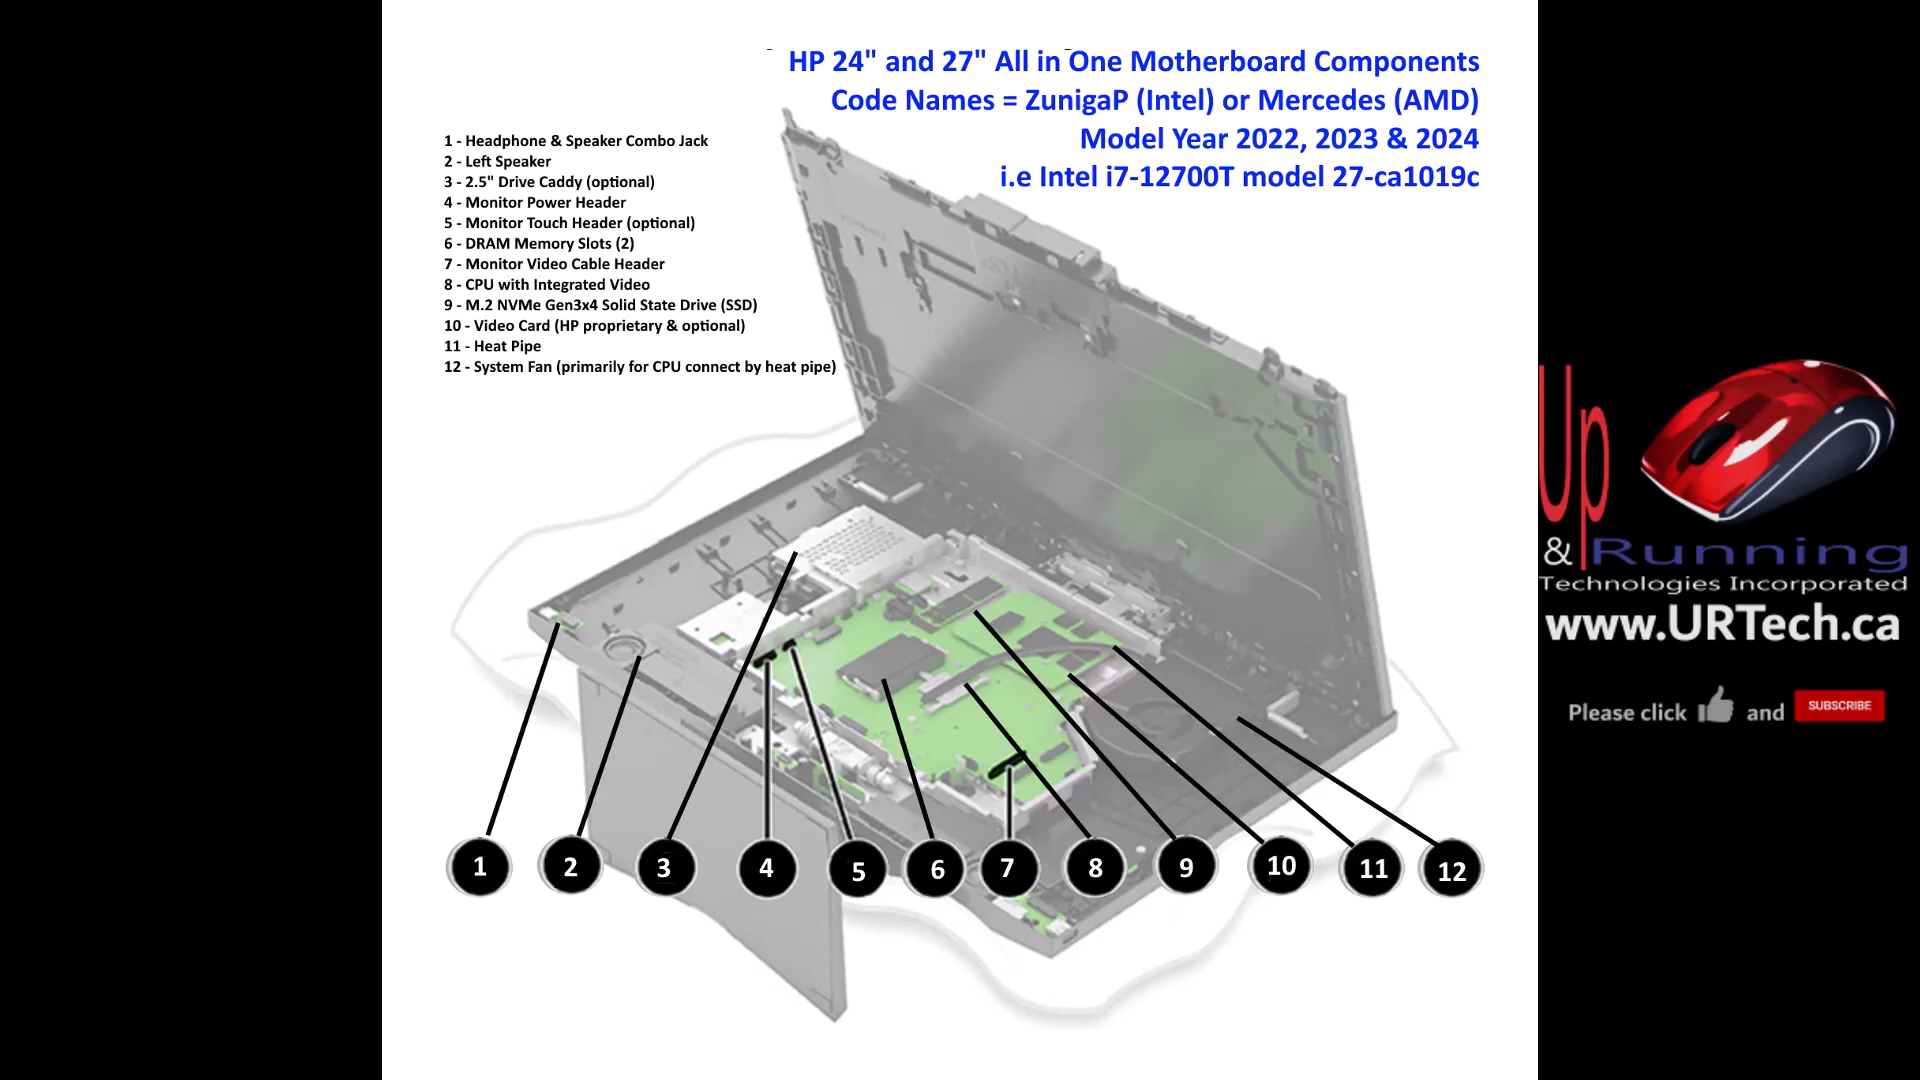 HP 24" and 27" All in One Motherboard Components
Code Names = ZunigaP (Intel) or Mercedes (AMD)
Model Year 2022, 2023 & 2024
i.e Intel i7-12700T model 27-ca1019c
1 - Headphone & Speaker Combo Jack
2 - Left Speaker
3 - 2.5" Drive Caddy (optional)
4 - Monitor Power Header
5 - Monitor Touch Header (optional)
6 - DRAM Memory Slots (2)
7 - Monitor Video Cable Header
8 - CPU with Integrated Video
9 - M.2 NVMe Gen3x4 Solid State Drive (SSD)
10 - Video Card (HP proprietary & optional)
11 - Heat Pipe
12 - System Fan (primarily for CPU connect by heat pipe)
1 2 3 4 5 6 7 8 9 10 11 12
Up
& Running
Technologies Incorporated
www.URTech.ca
Please click and SUBSCRIBE